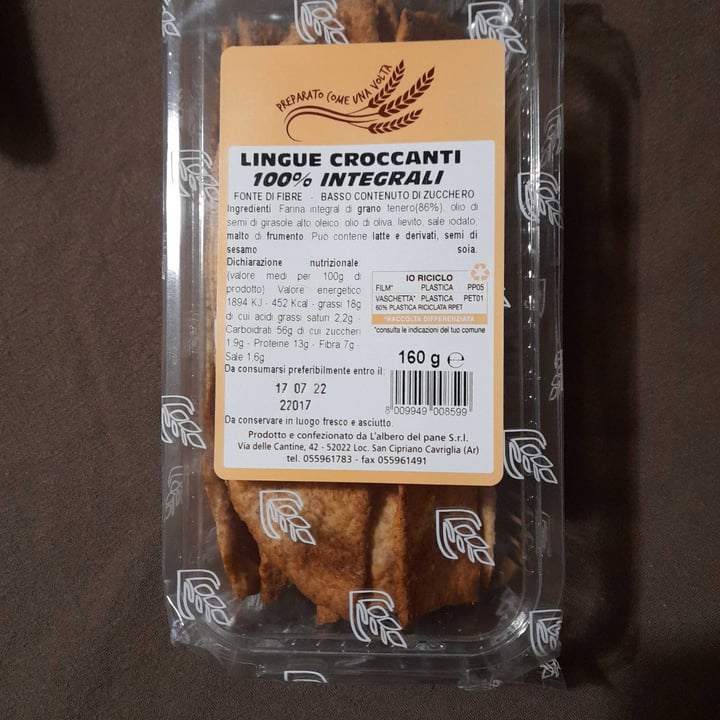 PREPARATO COME UNA VOLTA
LINGUE CROCCANTI
100% INTEGRALI
FONTE DI FIBRE - BASSO CONTENUTO DI ZUCCHERO
Ingredienti Farina integral di grano tenero(86%), olio di
semi di girasole alto oleico, olio di oliva, lievito, sale iodato,
malto di frumento. Può contene latte e derivati, semi di
sesamo soia.
Dichiarazione nutrizionale
(valore medi per 100g di
prodotto) Valore energetico
1894 KJ - 452 Kcal - grassi 18g
di cui acidi grassi saturi 2,2g -
Carboidrati 56g di cui zuccheri
1,9g - Proteine 13g - Fibra 7g -
Sale 1,6g
IO RICICLO
FILM* PLASTICA PP05
VASCHETTA* PLASTICA PET01
60% PLASTICA RICICLATA RPET
*RACCOLTA DIFFERENZIATA
*consulta le indicazioni del tuo comune
160 g e
Da consumarsi preferibilmente entro il:
17 07 22
22017
8 009949 008599
Da conservare in luogo fresco e asciutto.
Prodotto e confezionato da L'albero del pane S.r.l.
Via delle Cantine, 42 - 52022 Loc. San Cipriano Cavriglia (Ar)
tel. 055961783 - fax 055961491